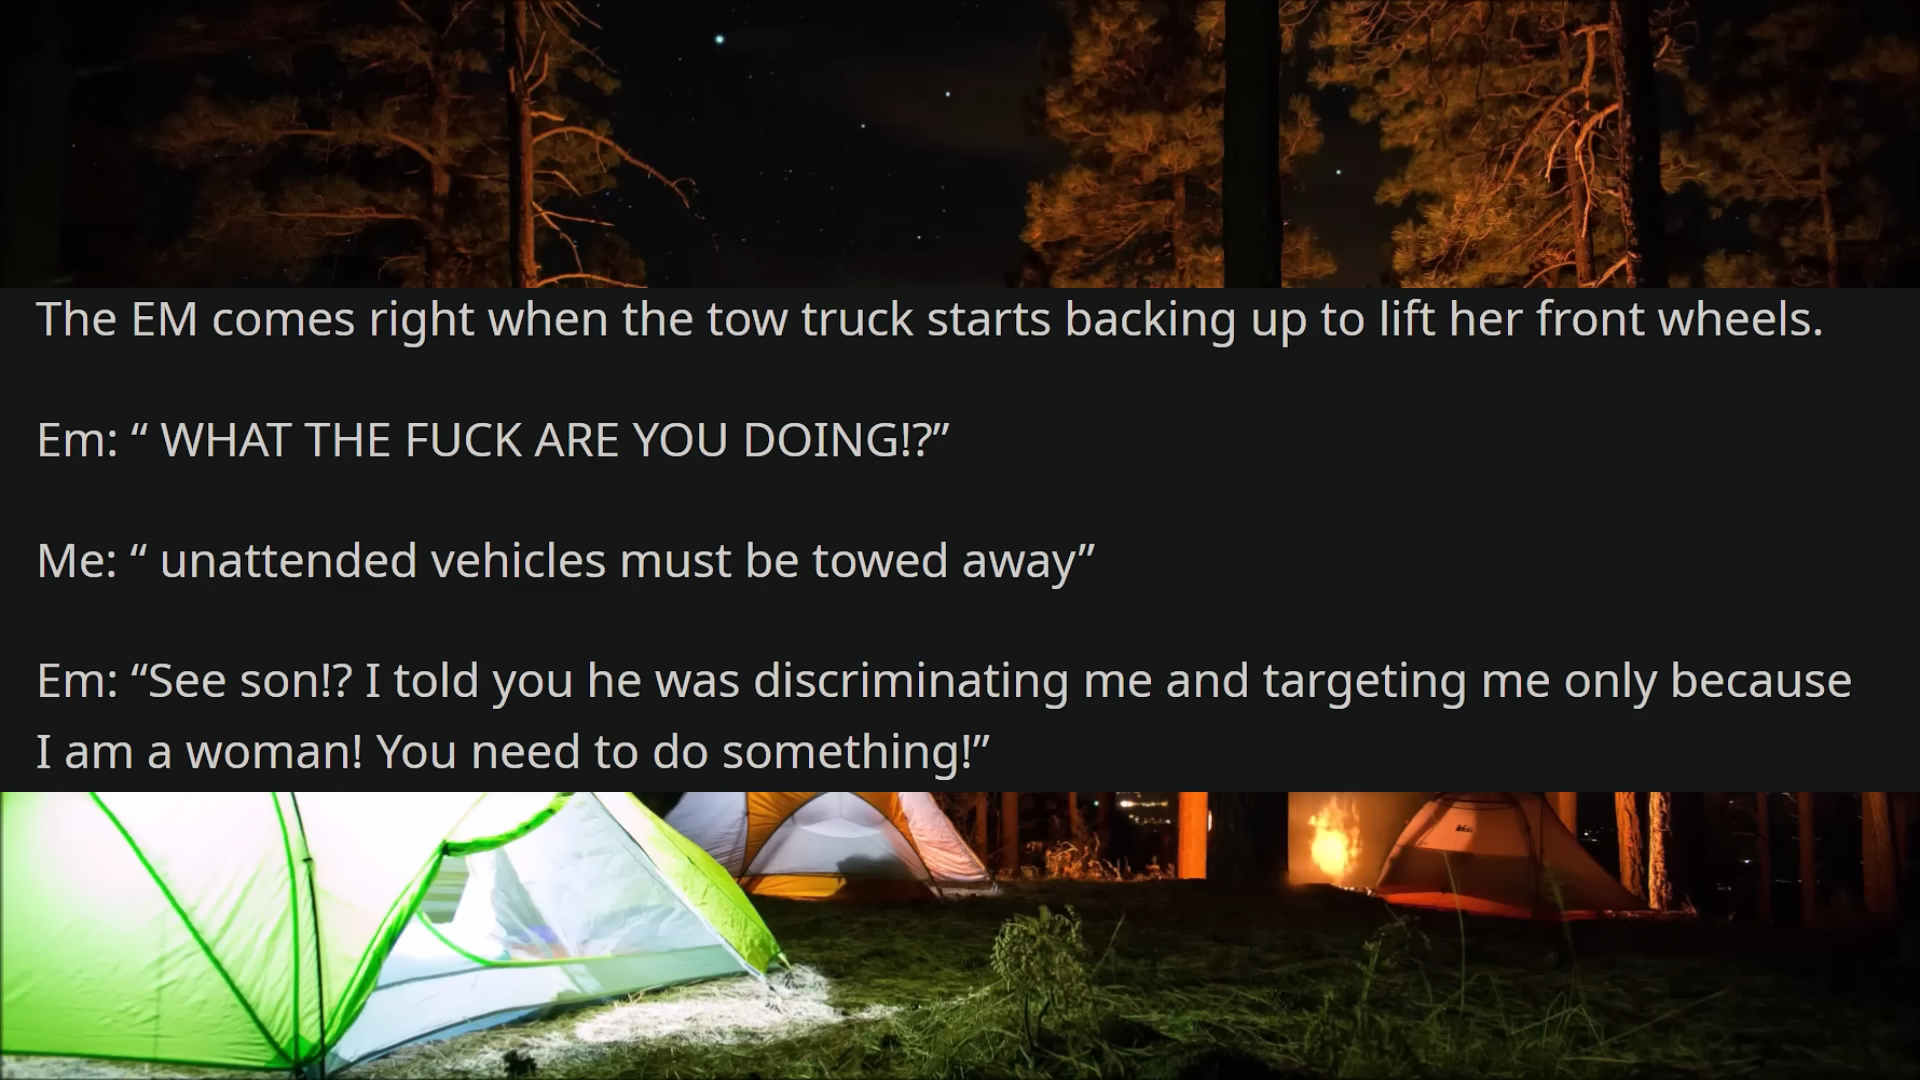 The EM comes right when the tow truck starts backing up to lift her front wheels.
Em: “ WHAT THE FUCK ARE YOU DOING!?”
Me: “ unattended vehicles must be towed away”
Em: “See son!? I told you he was discriminating me and targeting me only because
I am a woman! You need to do something!”